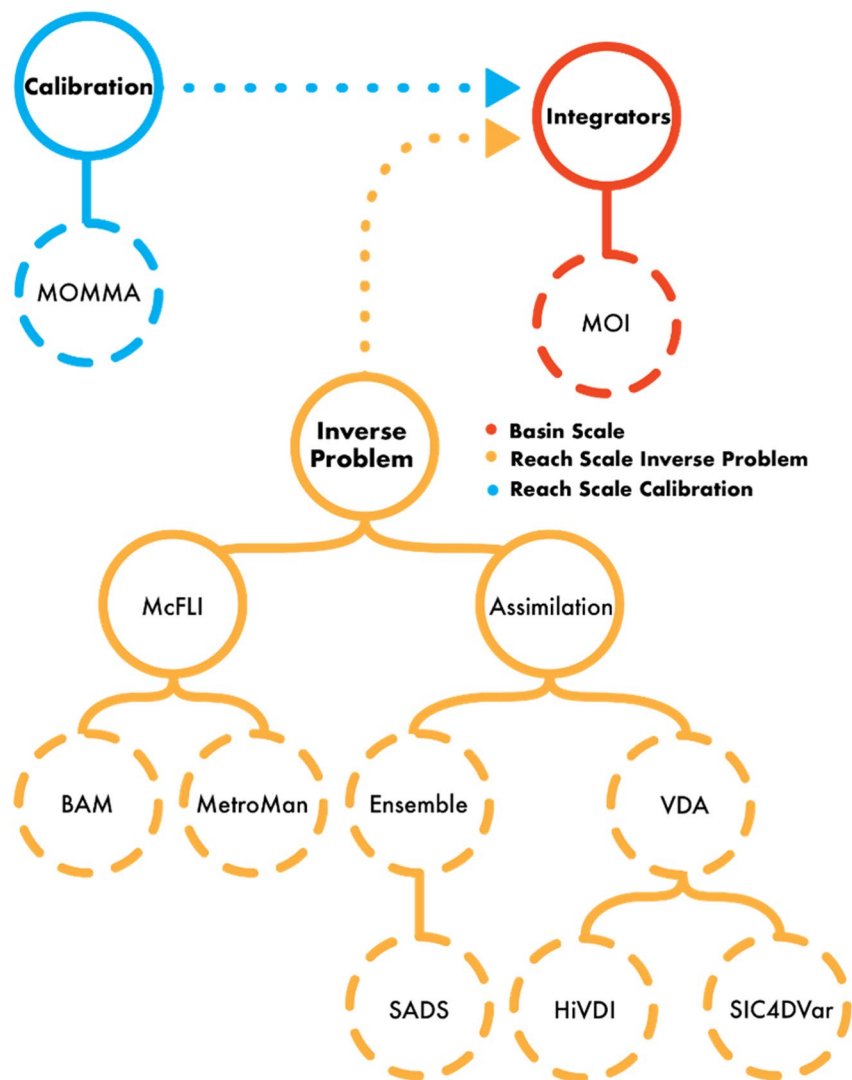 Calibration
Integrators
MOMMA
MOI
Inverse
Problem
Basin Scale
Reach Scale Inverse Problem
Reach Scale Calibration
McFLI
Assimilation
BAM
MetroMan
Ensemble
VDA
SADS
HiVDI
SIC4DVar